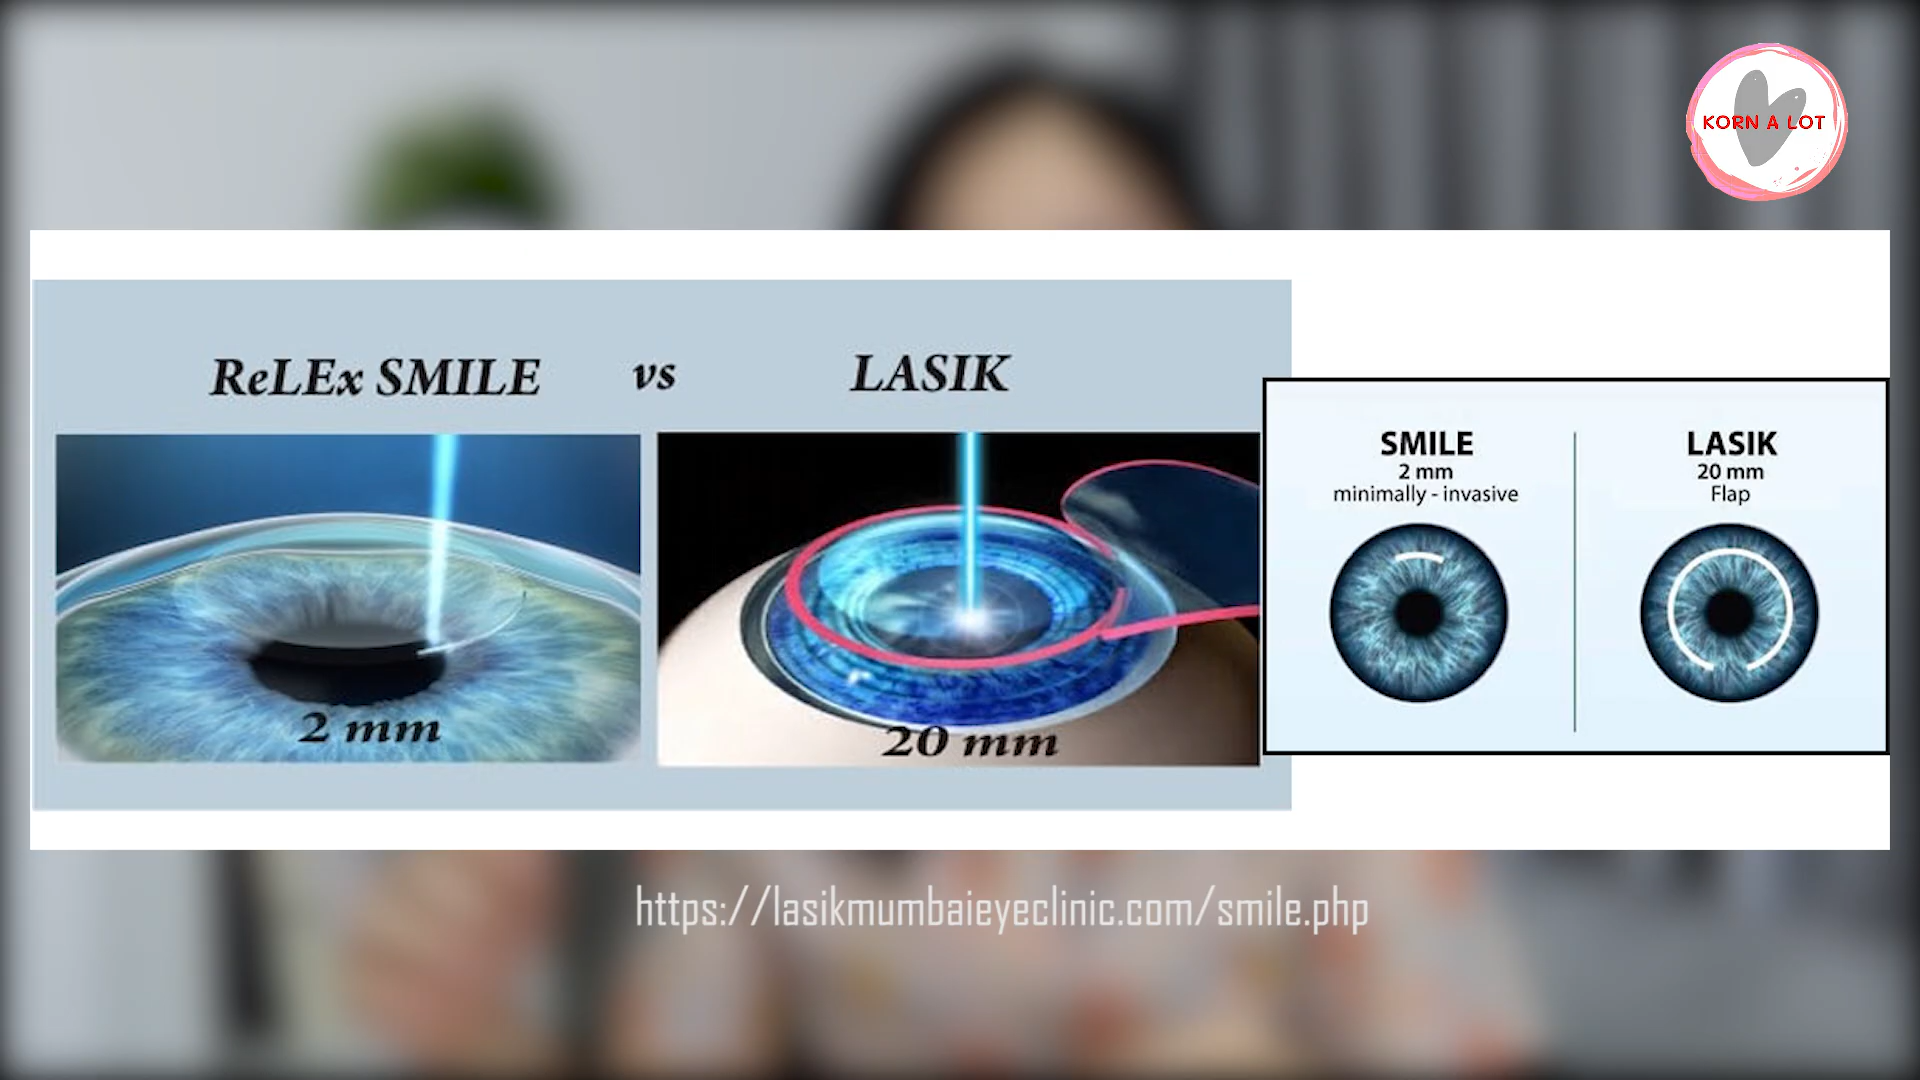 KORN A LOT
ReLEx SMILE vs LASIK
2 mm
20 mm
SMILE
2 mm
minimally - invasive
LASIK
20 mm
Flap
https://lasikmumbaieyeclinic.com/smile.php